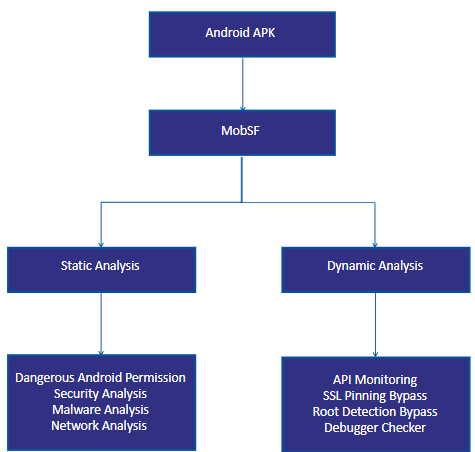 Android APK
MobSF
Static Analysis
Dynamic Analysis
Dangerous Android Permission
Security Analysis
Malware Analysis
Network Analysis
API Monitoring
SSL Pinning Bypass
Root Detection Bypass
Debugger Checker